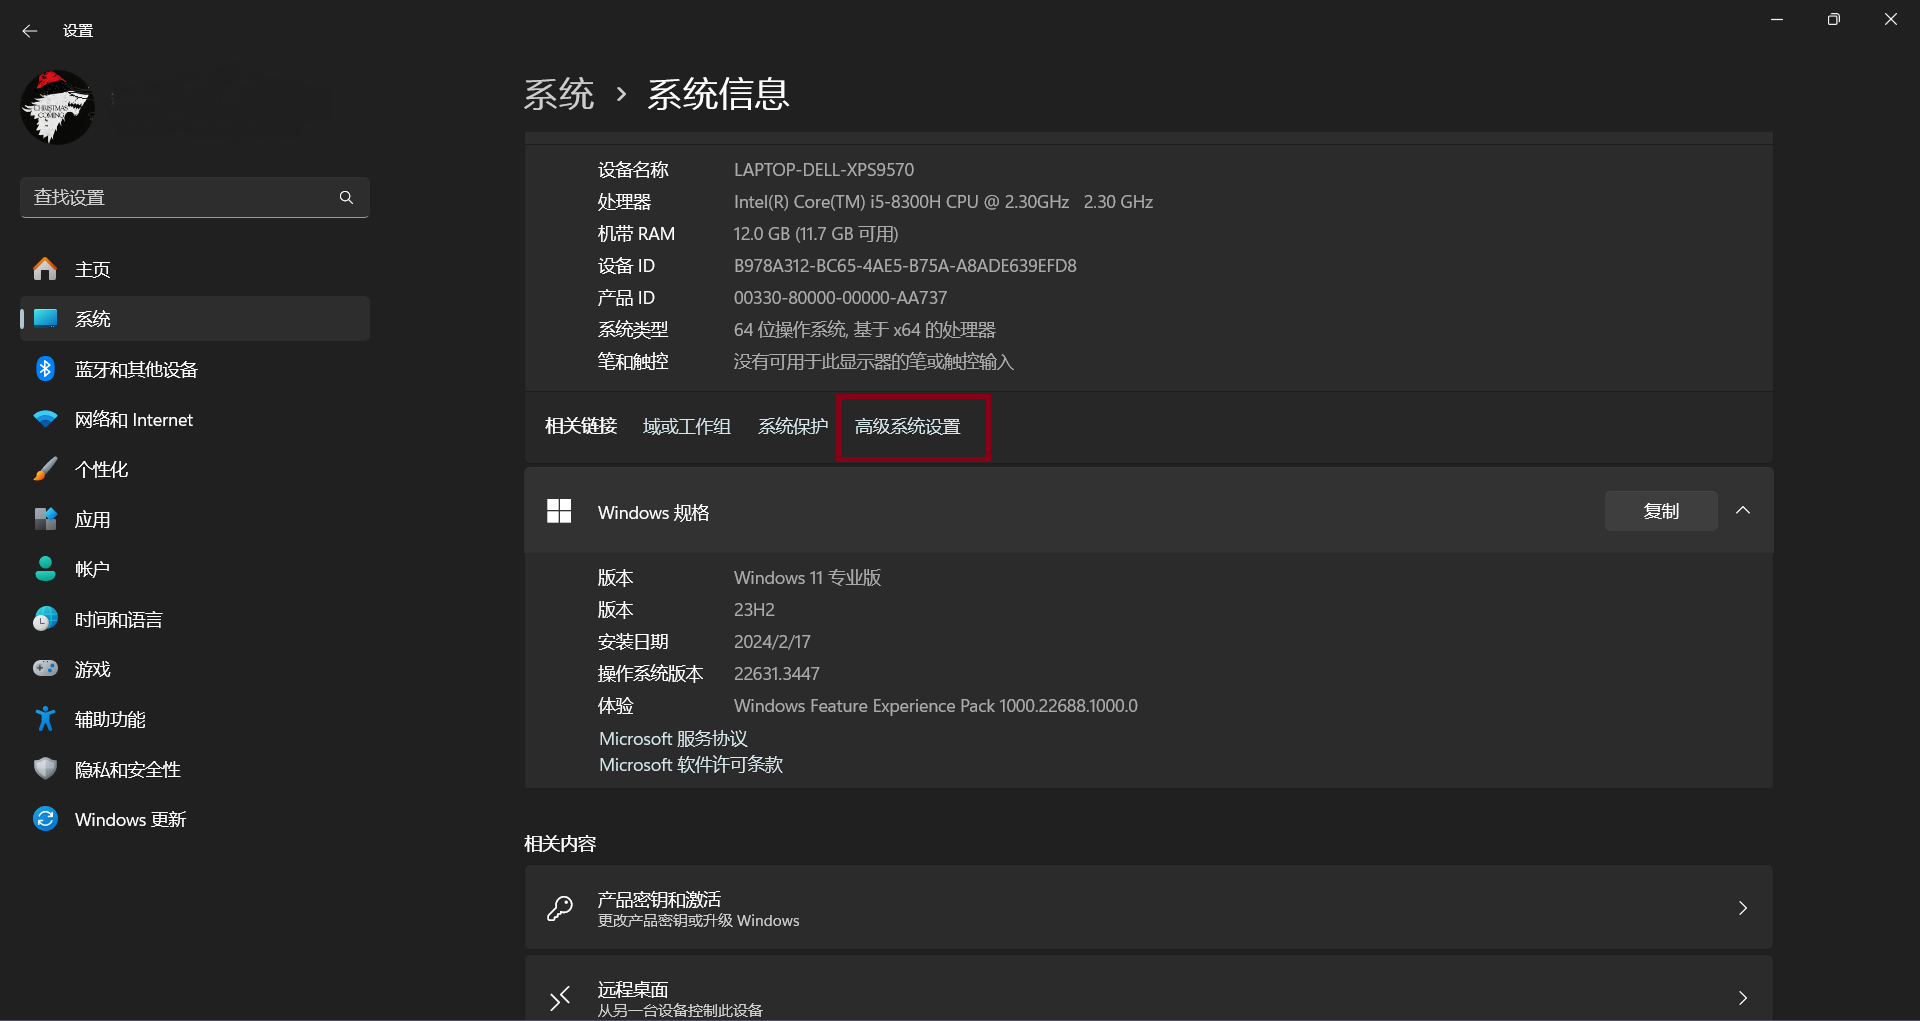 设置
CHRISTMAS
COMING
查找设置
主页
系统
蓝牙和其他设备
网络和 Internet
个性化
应用
帐户
时间和语言
游戏
辅助功能
隐私和安全性
Windows 更新
系统 › 系统信息
设备名称 LAPTOP-DELL-XPS9570
处理器 Intel(R) Core(TM) i5-8300H CPU @ 2.30GHz 2.30 GHz
机带 RAM 12.0 GB (11.7 GB 可用)
设备 ID B978A312-BC65-4AE5-B75A-A8ADE639EFD8
产品 ID 00330-80000-00000-AA737
系统类型 64 位操作系统, 基于 x64 的处理器
笔和触控 没有可用于此显示器的笔或触控输入
相关链接 域或工作组 系统保护 高级系统设置
Windows 规格 复制
版本 Windows 11 专业版
版本 23H2
安装日期 2024/2/17
操作系统版本 22631.3447
体验 Windows Feature Experience Pack 1000.22688.1000.0
Microsoft 服务协议
Microsoft 软件许可条款
相关内容
产品密钥和激活
更改产品密钥或升级 Windows
远程桌面
从另一台设备控制此设备